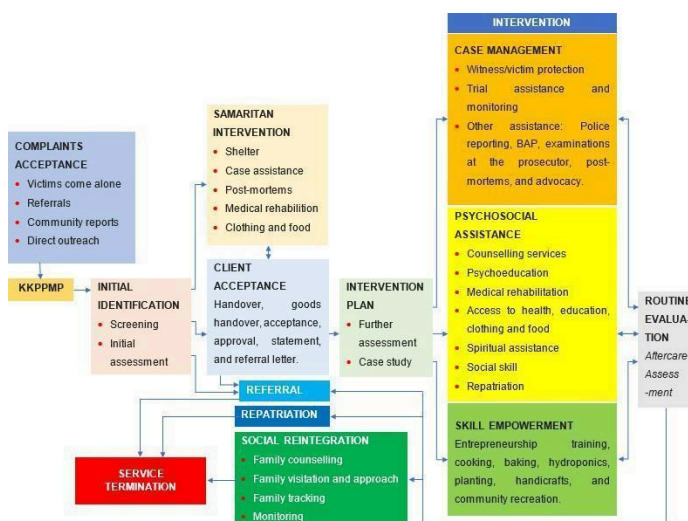 INTERVENTION
CASE MANAGEMENT
Witness/victim protection
Trial assistance and
monitoring
Other assistance: Police
reporting, BAP, examinations
at the prosecutor, post-
mortems, and advocacy.
SAMARITAN
INTERVENTION
Shelter
Case assistance
Post-mortems
Medical rehabilition
Clothing and food
COMPLAINTS
ACCEPTANCE
Victims come alone
Referrals
Community reports
Direct outreach
KKPPMP
INITIAL
IDENTIFICATION
Screening
Initial
assessment
CLIENT
ACCEPTANCE
Handover, goods
handover, acceptance,
approval, statement,
and referral letter.
INTERVENTION
PLAN
Further
assessment
Case study
PSYCHOSOCIAL
ASSISTANCE
Counselling services
Psychoeducation
Medical rehabilitation
Access to health, education,
clothing and food
Spiritual assistance
Social skill
Repatriation
ROUTINE
EVALUA-
TION
Aftercare
Assess
-ment
REFERRAL
REPATRIATION
SOCIAL REINTEGRATION
Family counselling
Family visitation and approach
Family tracking
Monitoring
SERVICE
TERMINATION
SKILL EMPOWERMENT
Entrepreneurship training,
cooking, baking, hydroponics,
planting, handicrafts, and
community recreation.